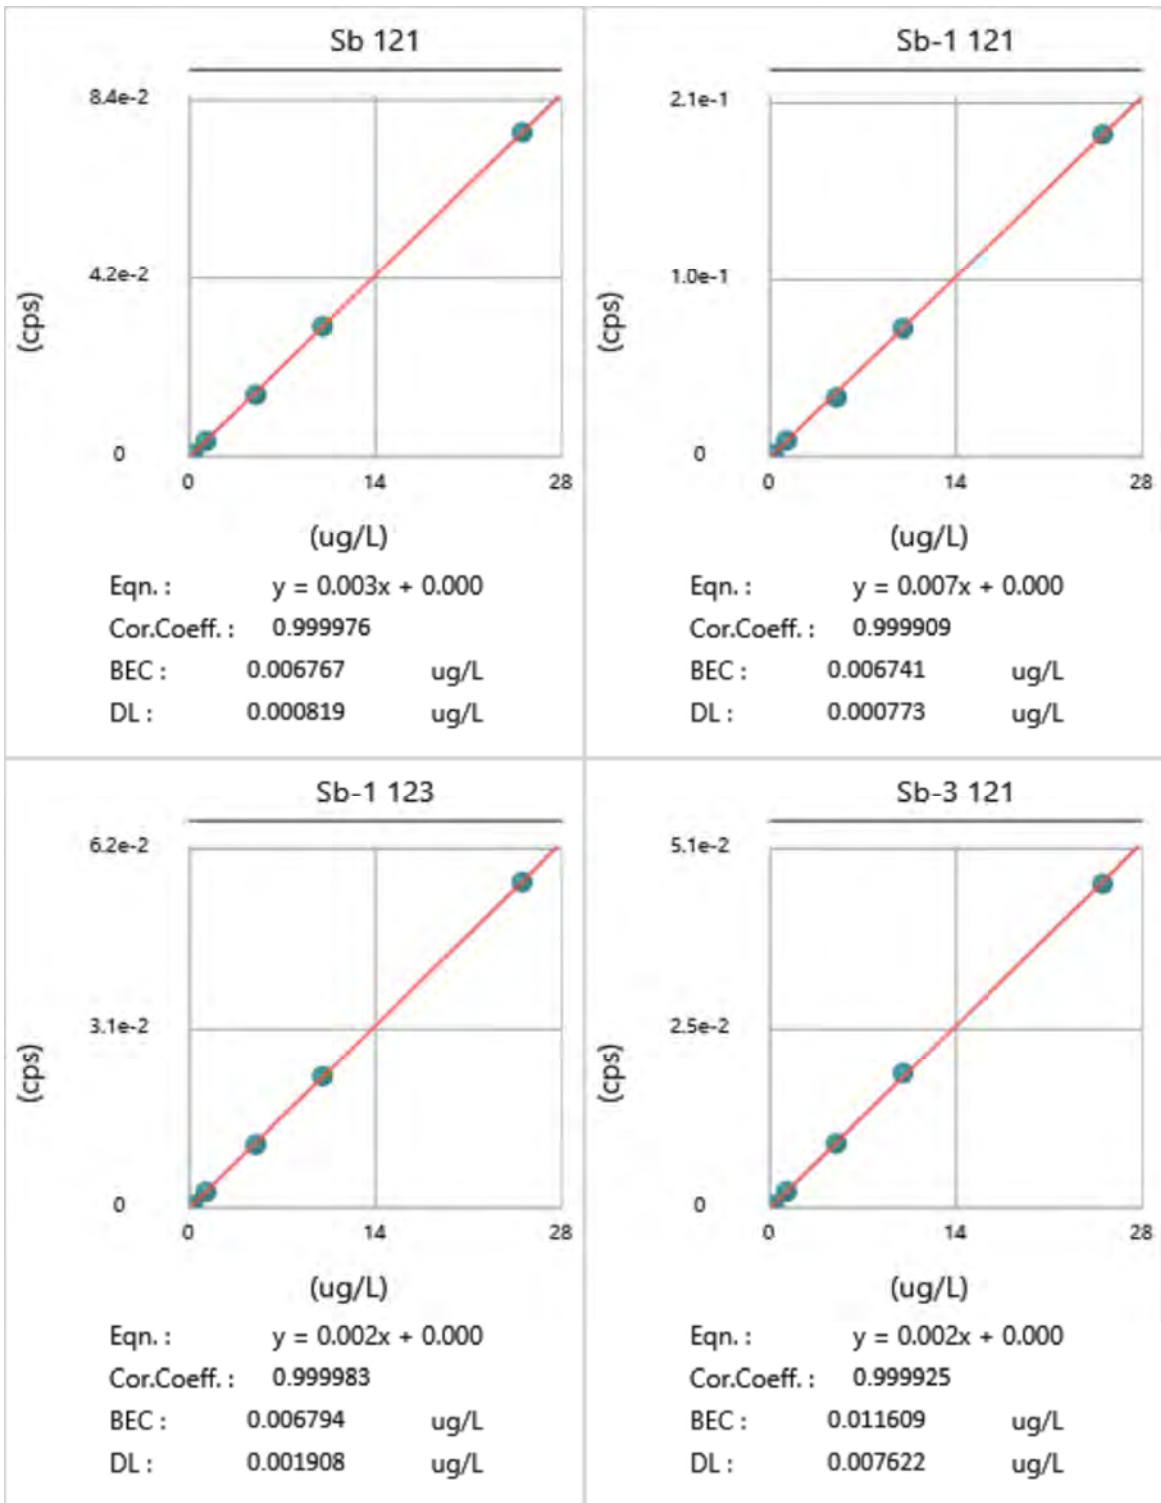 Sb 121
8.4e-2
4.2e-2
0
(cps)
0 14 28
(ug/L)
Eqn. : y = 0.003x + 0.000
Cor.Coeff. : 0.999976
BEC : 0.006767 ug/L
DL : 0.000819 ug/L
Sb-1 121
2.1e-1
1.0e-1
0
(cps)
0 14 28
(ug/L)
Eqn. : y = 0.007x + 0.000
Cor.Coeff. : 0.999909
BEC : 0.006741 ug/L
DL : 0.000773 ug/L
Sb-1 123
6.2e-2
3.1e-2
0
(cps)
0 14 28
(ug/L)
Eqn. : y = 0.002x + 0.000
Cor.Coeff. : 0.999983
BEC : 0.006794 ug/L
DL : 0.001908 ug/L
Sb-3 121
5.1e-2
2.5e-2
0
(cps)
0 14 28
(ug/L)
Eqn. : y = 0.002x + 0.000
Cor.Coeff. : 0.999925
BEC : 0.011609 ug/L
DL : 0.007622 ug/L